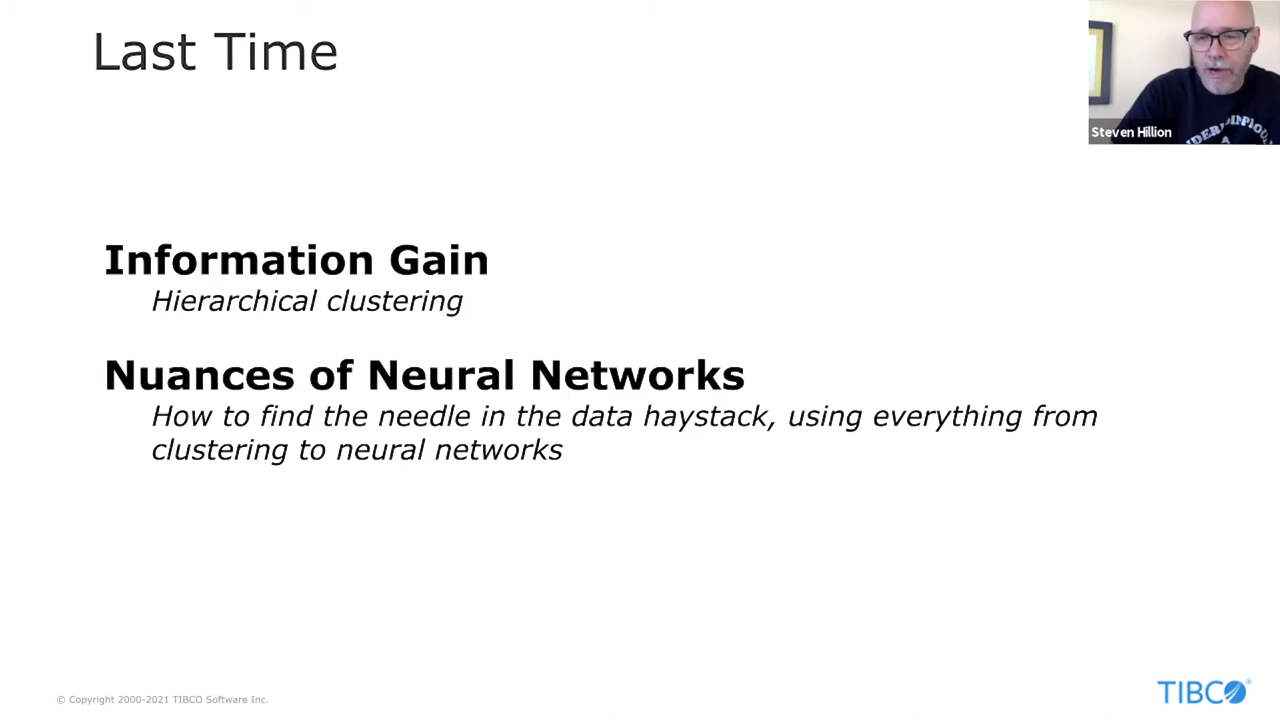 Last Time
Steven Hillion
Information Gain
Hierarchical clustering
Nuances of Neural Networks
How to find the needle in the data haystack, using everything from
clustering to neural networks
© Copyright 2000-2021 TIBCO Software Inc.
TIBCO®